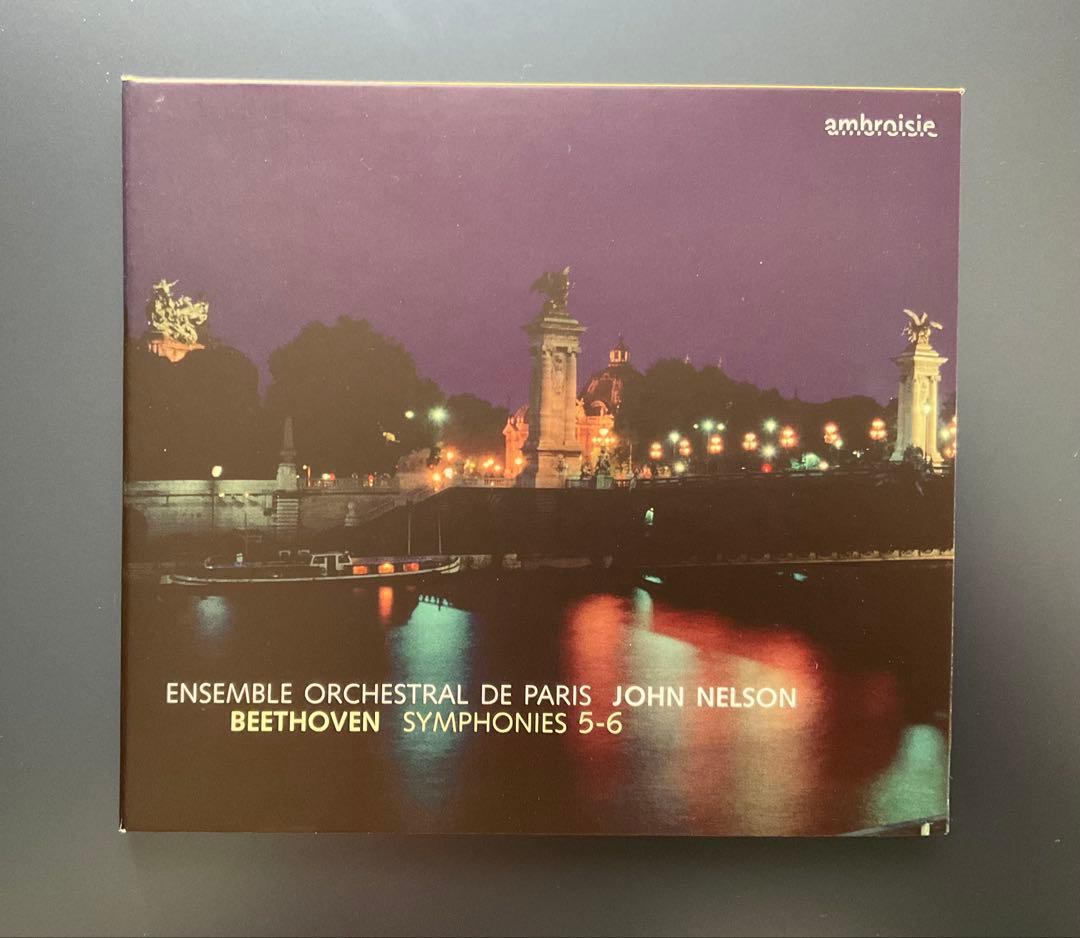 ambroisie
ENSEMBLE ORCHESTRAL DE PARIS JOHN NELSON
BEETHOVEN SYMPHONIES 5-6